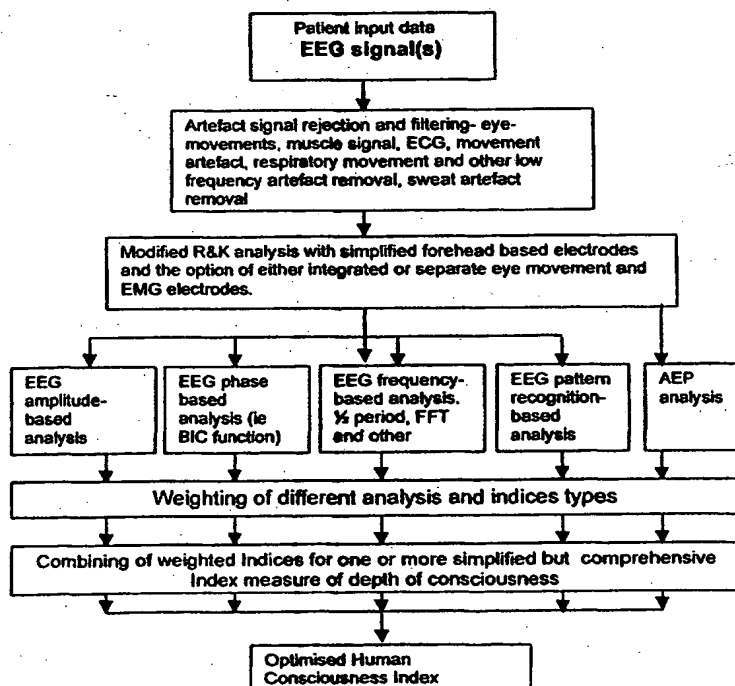 Patient input data
EEG signal(s)
Artefact signal rejection and filtering- eye-
movements, muscle signal, ECG, movement
artefact, respiratory movement and other low
frequency artefact removal, sweat artefact
removal
Modified R&K analysis with simplified forehead based electrodes
and the option of either integrated or separate eye movement and
EMG electrodes.
EEG
amplitude-
based
analysis
EEG phase
based
analysis (ie
BIC function)
EEG frequency-
based analysis.
½ period, FFT
and other
EEG pattern
recognition-
based
analysis
AEP
analysis
Weighting of different analysis and indices types
Combining of weighted Indices for one or more simplified but comprehensive
Index measure of depth of consciousness
Optimised Human
Consciousness Index